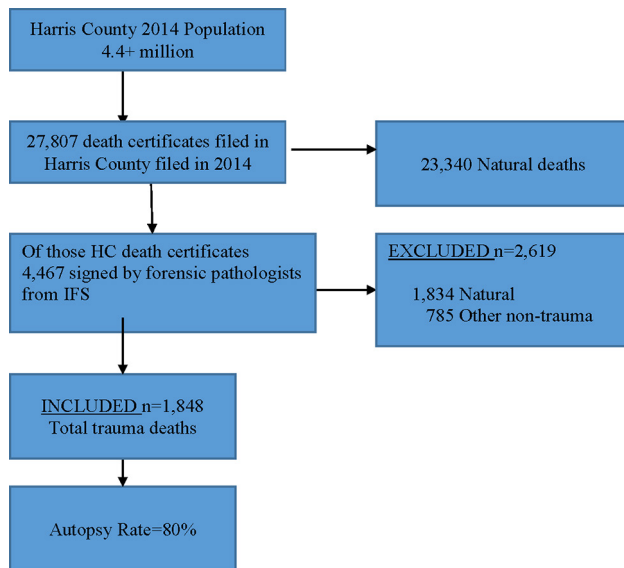 Harris County 2014 Population
4.4+ million
27,807 death certificates filed in
Harris County filed in 2014
23,340 Natural deaths
Of those HC death certificates
4,467 signed by forensic pathologists
from IFS
EXCLUDED n=2,619
1,834 Natural
785 Other non-trauma
INCLUDED n=1,848
Total trauma deaths
Autopsy Rate=80%